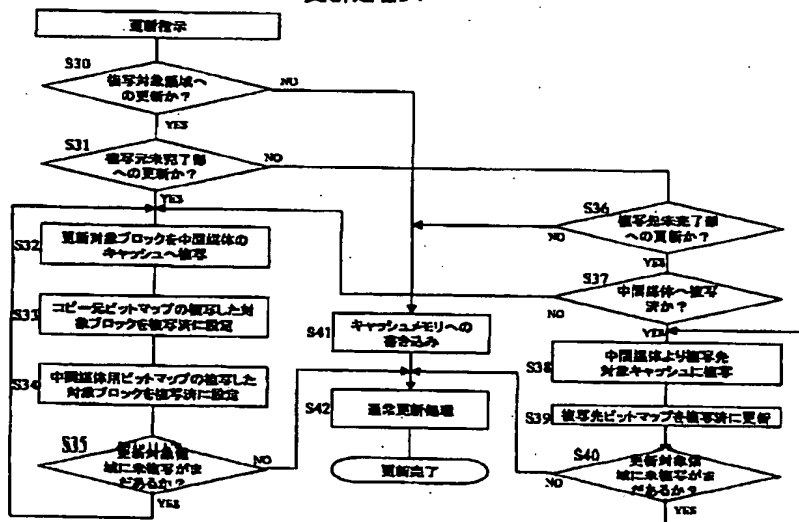 更新指示
S30
複写対象領域へ
の更新か？
NO
YES
S31
複写元未完了部
への更新か？
NO
YES
S32
更新対象ブロックを中間媒体の
キャッシュへ複写
S33
コピー元ビットマップの複写した対
象ブロックを複写済に設定
S34
中間媒体用ビットマップの複写した
対象ブロックを複写済に設定
S35
更新対象領
域に未複写がま
だあるか？
NO
YES
S36
複写先未完了部
への更新か？
NO
YES
S37
中間媒体へ複写
済か？
NO
YES
S38
中間媒体より複写先
対象キャッシュに複写
S39
複写先ビットマップを複写済に更新
S40
更新対象領
域に未複写がま
だあるか？
NO
YES
S41
キャッシュメモリへの
書き込み
S42
通常更新処理
更新完了